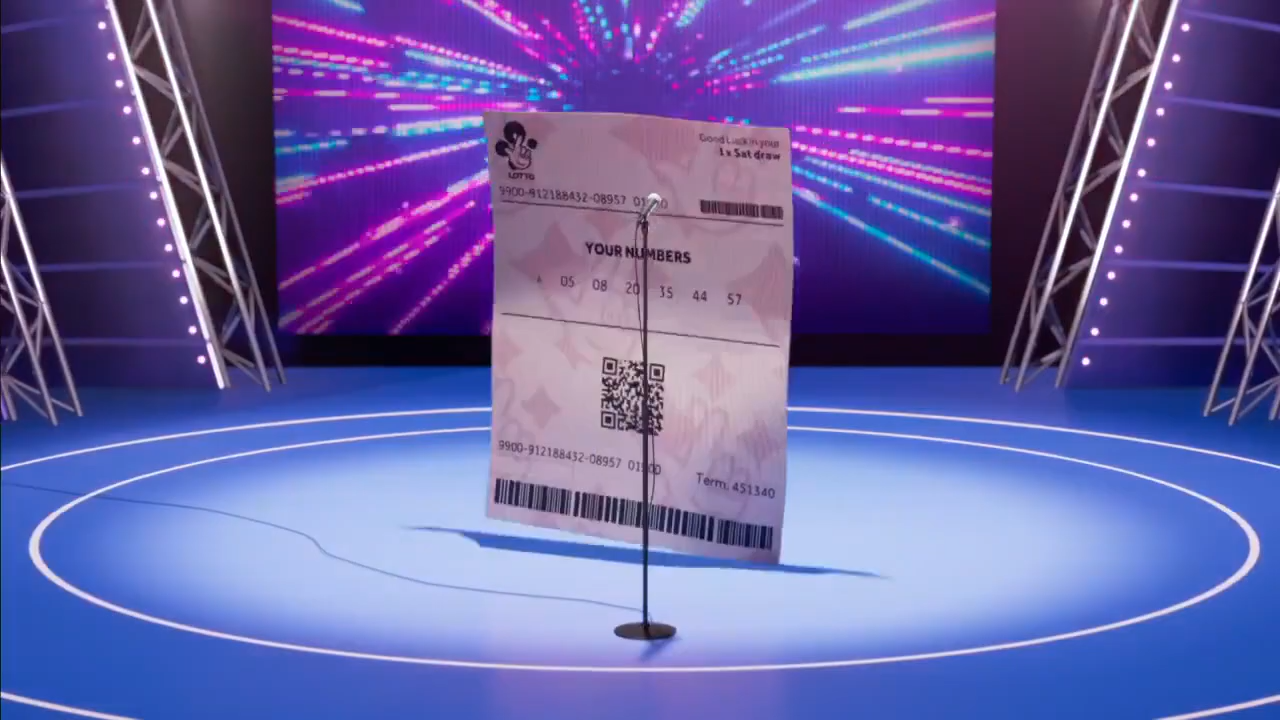 LOTTO
Good Luck in your
1 x Sat draw
9900-912188432-08957
YOUR NUMBERS
05 08 20 35 44 57
9900-912188432-08957
Term. 451340